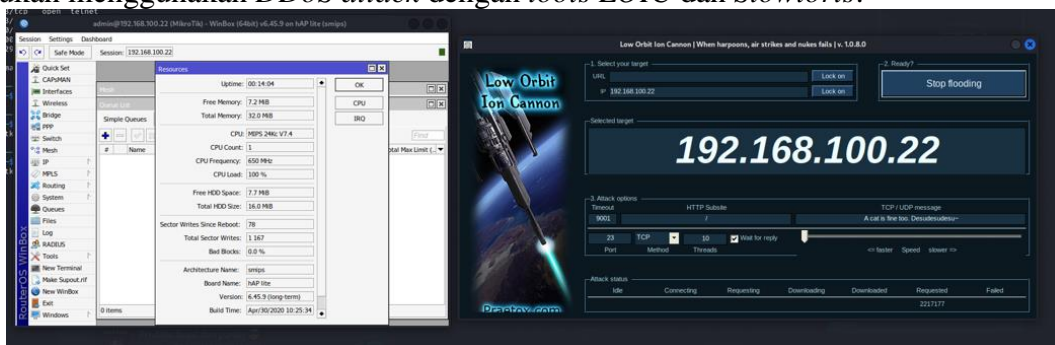 menggunakan DDoS attack dengan tools LOIC dan Slowloris.
open telnet
admin@192.168.100.22 (MikroTik) - WinBox (64bit) v6.45.9 on hAP lite (smips)
Session Settings Dashboard
Safe Mode Session: 192.168.100.22
Quick Set
CAPsMAN
Interfaces
Wireless
Bridge
PPP
Switch
Mesh
IP
MPLS
Routing
System
Queues
Files
Log
RADIUS
Tools
New Terminal
Make Supout.rif
New WinBox
Exit
Windows
RouterOS WinBox
Mesh
Queue List
Simple Queues
# Name
Find
0 items
Resources
Uptime: 00:14:04
Free Memory: 7.2 MiB
Total Memory: 32.0 MiB
CPU: MIPS 24Kc V7.4
CPU Count: 1
CPU Frequency: 650 MHz
CPU Load: 100 %
Free HDD Space: 7.7 MiB
Total HDD Size: 16.0 MiB
Sector Writes Since Reboot: 78
Total Sector Writes: 1 167
Bad Blocks: 0.0 %
Architecture Name: smips
Board Name: hAP lite
Version: 6.45.9 (long-term)
Build Time: Apr/30/2020 10:25:34
OK
CPU
IRQ
Max Limit (..
Low Orbit Ion Cannon | When harpoons, air strikes and nukes fails | v. 1.0.8.0
Low Orbit
Ion Cannon
Praetox.com
1. Select your target
URL Lock on
IP 192.168.100.22 Lock on
2. Ready?
Stop flooding
Selected target
192.168.100.22
3. Attack options
Timeout HTTP Subsite TCP / UDP message
9001 / A cat is fine too. Desudesudesu~
23 TCP 10 Wait for reply
Port Method Threads <= faster Speed slower =>
Attack status
Idle Connecting Requesting Downloading Downloaded Requested Failed
2217177